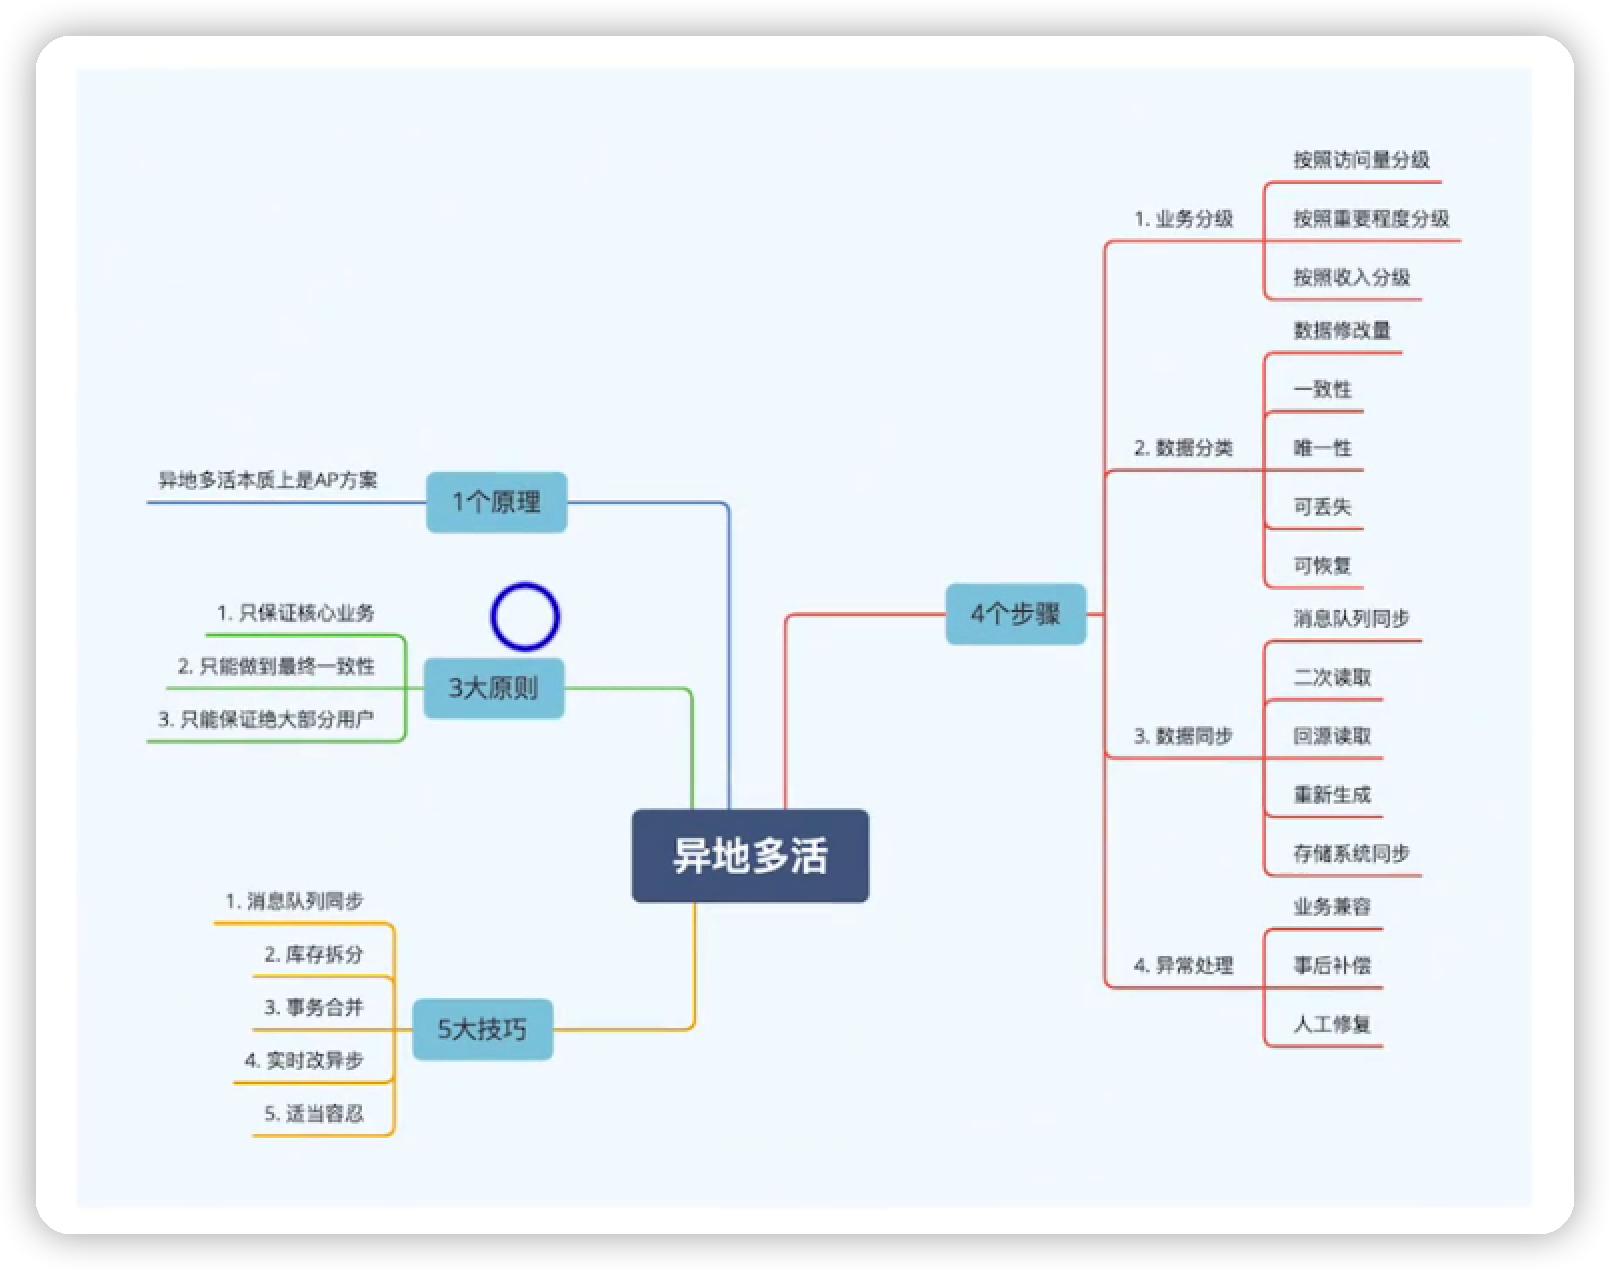 异地多活
1个原理
异地多活本质上是AP方案
3大原则
1. 只保证核心业务
2. 只能做到最终一致性
3. 只能保证绝大部分用户
5大技巧
1. 消息队列同步
2. 库存拆分
3. 事务合并
4. 实时改异步
5. 适当容忍
4个步骤
1. 业务分级
按照访问量分级
按照重要程度分级
按照收入分级
2. 数据分类
数据修改量
一致性
唯一性
可丢失
可恢复
3. 数据同步
消息队列同步
二次读取
回源读取
重新生成
存储系统同步
4. 异常处理
业务兼容
事后补偿
人工修复